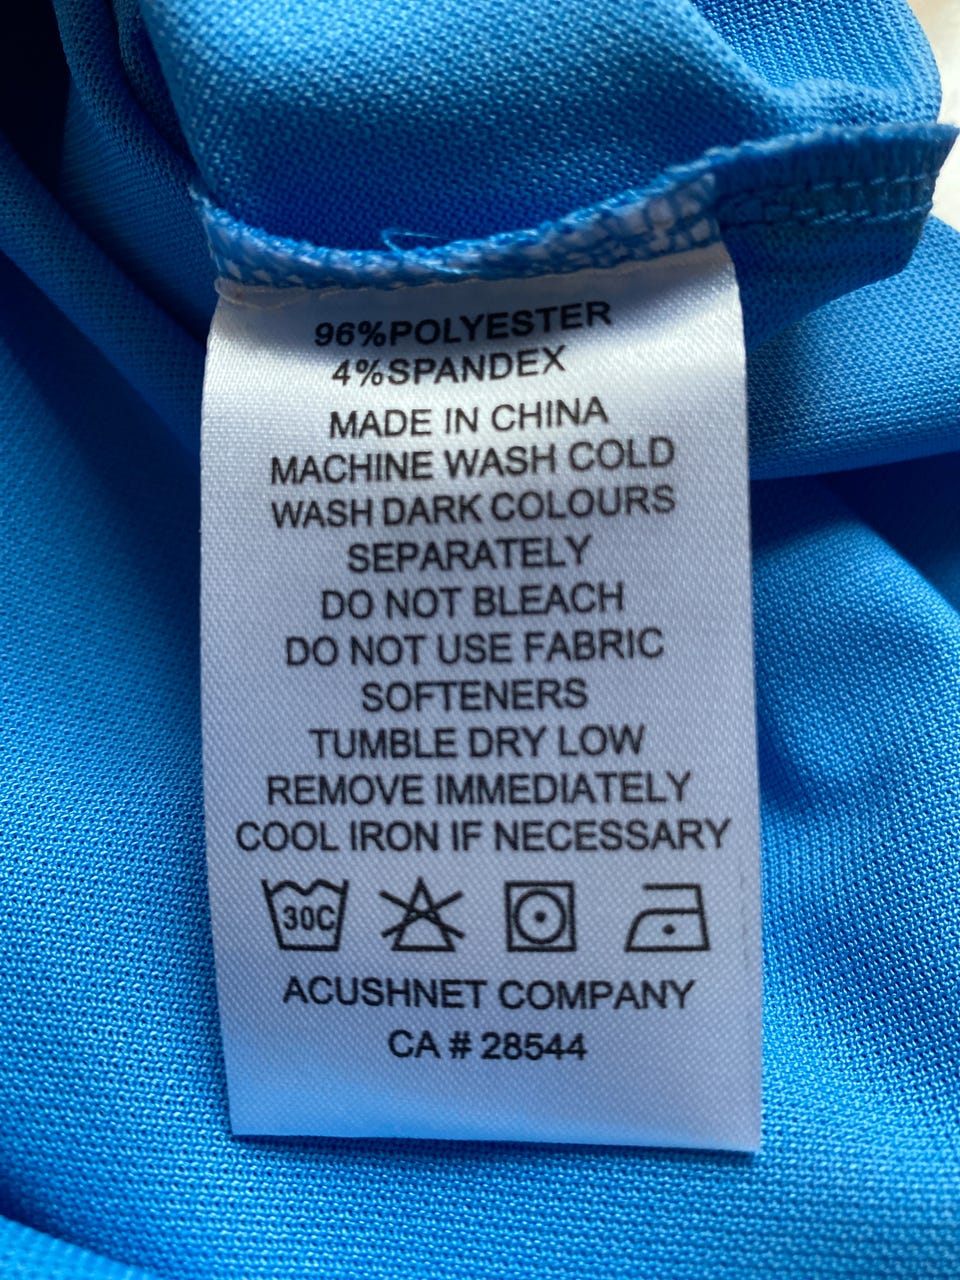 96%POLYESTER
4%SPANDEX
MADE IN CHINA
MACHINE WASH COLD
WASH DARK COLOURS
SEPARATELY
DO NOT BLEACH
DO NOT USE FABRIC
SOFTENERS
TUMBLE DRY LOW
REMOVE IMMEDIATELY
COOL IRON IF NECESSARY
30C
ACUSHNET COMPANY
CA # 28544